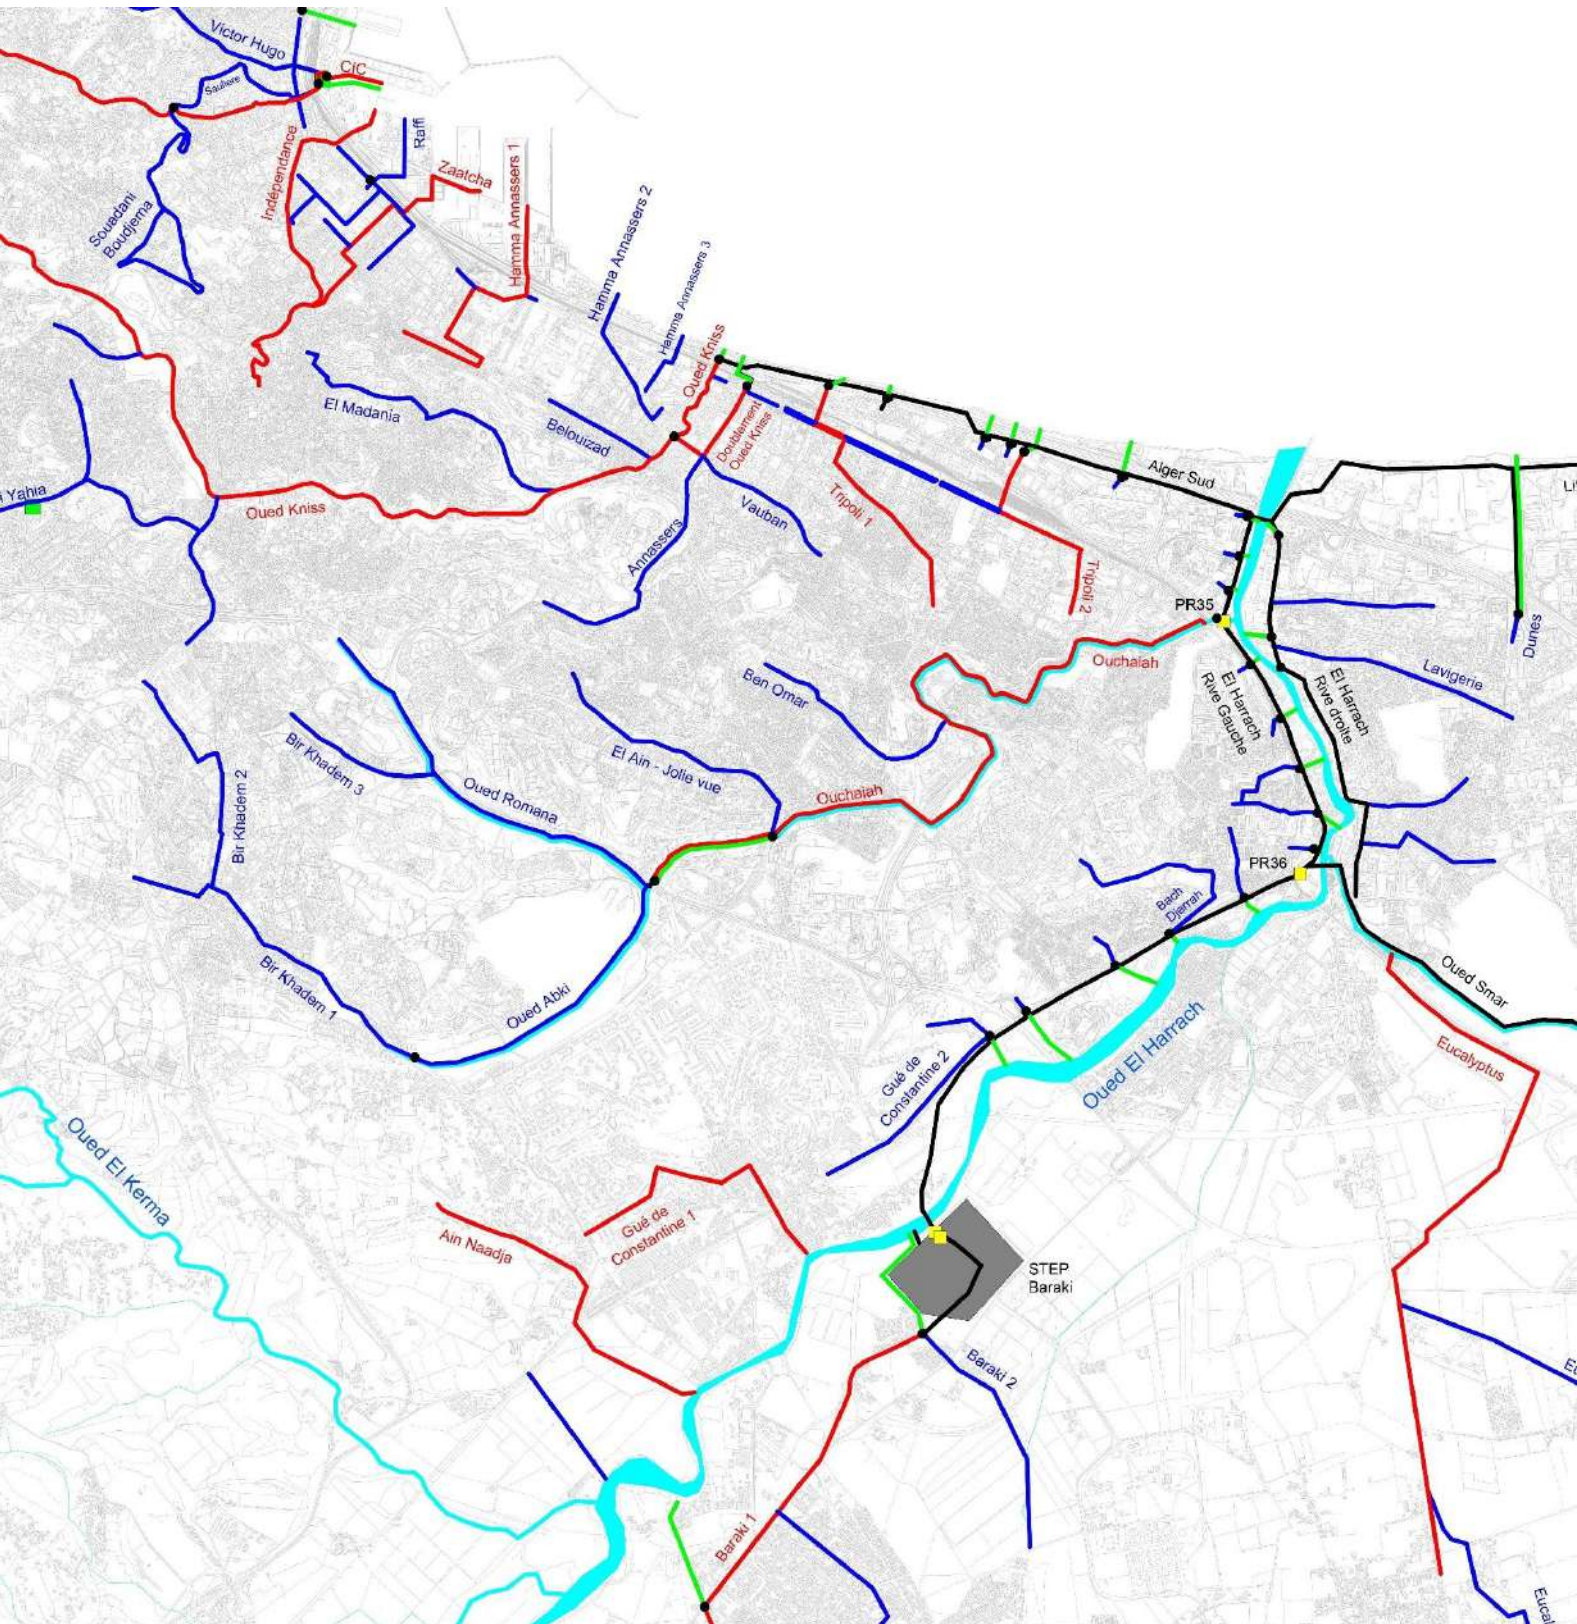 Victor Hugo
CIC
Sauliere
Raffi
Indépendance
Zaatcha
Hamma Annassers 1
Souadani
Boudjema
Hamma Annassers 2
Hamma Annassers 3
Oued Kniss
El Madania
Belouizad
Doublement
Oued Kniss
Alger Sud
Yahia
Oued Kniss
Vauban
Tripoli 1
Annassers
Tripoli 2
PR35
Dunes
Ouchaiah
Lavigerie
Ben Omar
El Harrach
Rive Gauche
El Harrach
Rive droite
Bir Khadem 3
El Ain - Jolie vue
Oued Romana
Ouchaiah
Bir Khadem 2
PR36
Bach
Djerrah
Bir Khadem 1
Oued Abki
Oued Smar
Oued El Harrach
Eucalyptus
Gué de
Constantine 2
Oued El Kerma
Gué de
Constantine 1
Ain Naadja
STEP
Baraki
Baraki 2
Baraki 1